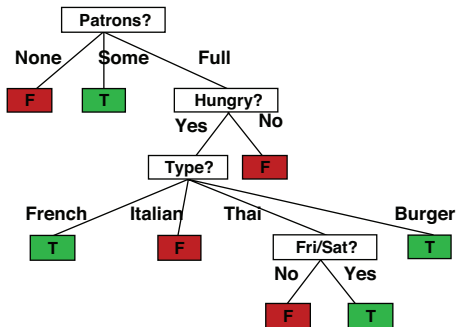 Patrons?
None Some Full
F T Hungry?
Yes No
Type? F
French Italian Thai Burger
T F Fri/Sat? T
No Yes
F T